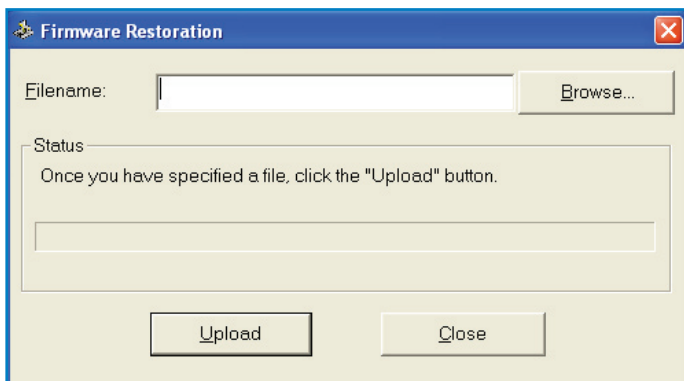 Firmware Restoration
Filename:
Browse...
Status
Once you have specified a file, click the "Upload" button.
Upload
Close